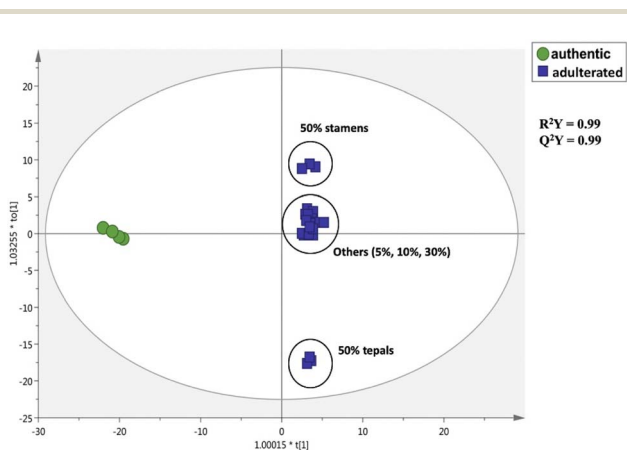 authentic
adulterated
R²Y = 0.99
Q²Y = 0.99
50% stamens
Others (5%, 10%, 30%)
50% tepals
20
15
10
5
0
-5
-10
-15
-20
-25
1.03255 * to[1]
-30 -20 -10 0 10 20
1.00015 * t[1]